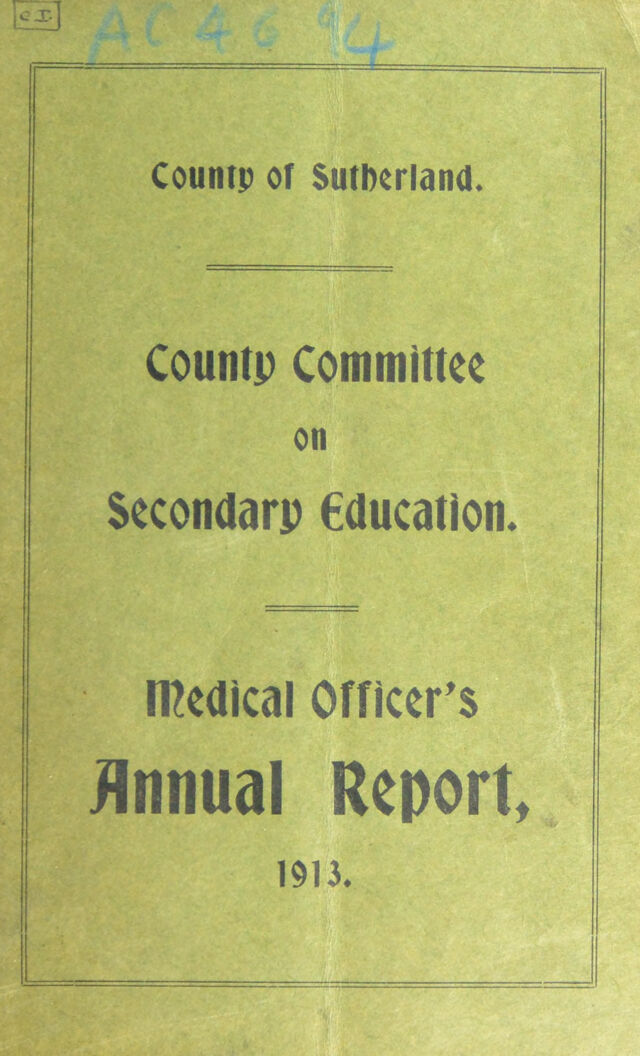 C.I.
AC 4694
County of Sutherland.
County Committee
on
Secondary Education.
Medical Officer's
Annual Report,
1913.